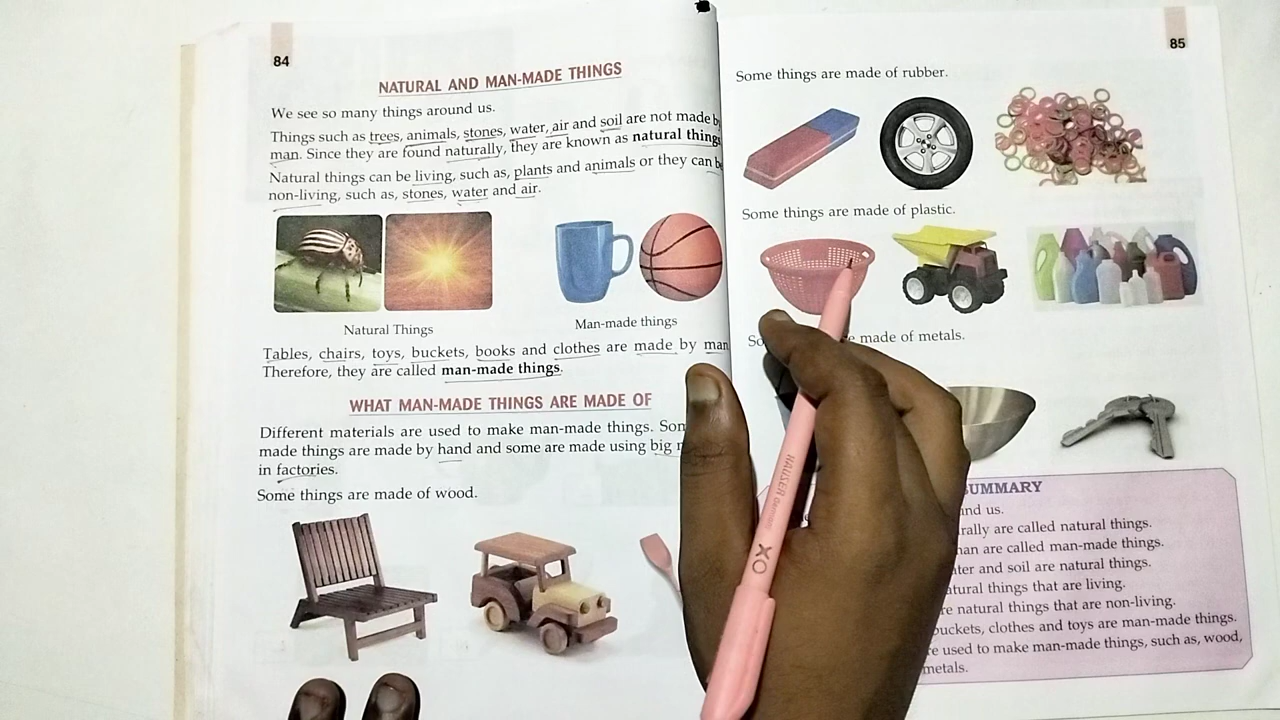 84
NATURAL AND MAN-MADE THINGS
We see so many things around us.
Things such as trees, animals, stones, water, air and soil are not made by
man. Since they are found naturally, they are known as natural things
Natural things can be living, such as, plants and animals or they can be
non-living, such as, stones, water and air.
Natural Things
Man-made things
Tables, chairs, toys, buckets, books and clothes are made by man
Therefore, they are called man-made things.
WHAT MAN-MADE THINGS ARE MADE OF
Different materials are used to make man-made things.
made things are made by hand and some are made using big
in factories.
Some things are made of wood.
85
Some things are made of rubber.
Some things are made of plastic.
made of metals.
SUMMARY
us.
are called natural things.
are called man-made things.
and soil are natural things.
things that are living.
natural things that are non-living.
buckets, clothes and toys are man-made things.
used to make man-made things, such as, wood,
metals.
HAUSER
XO